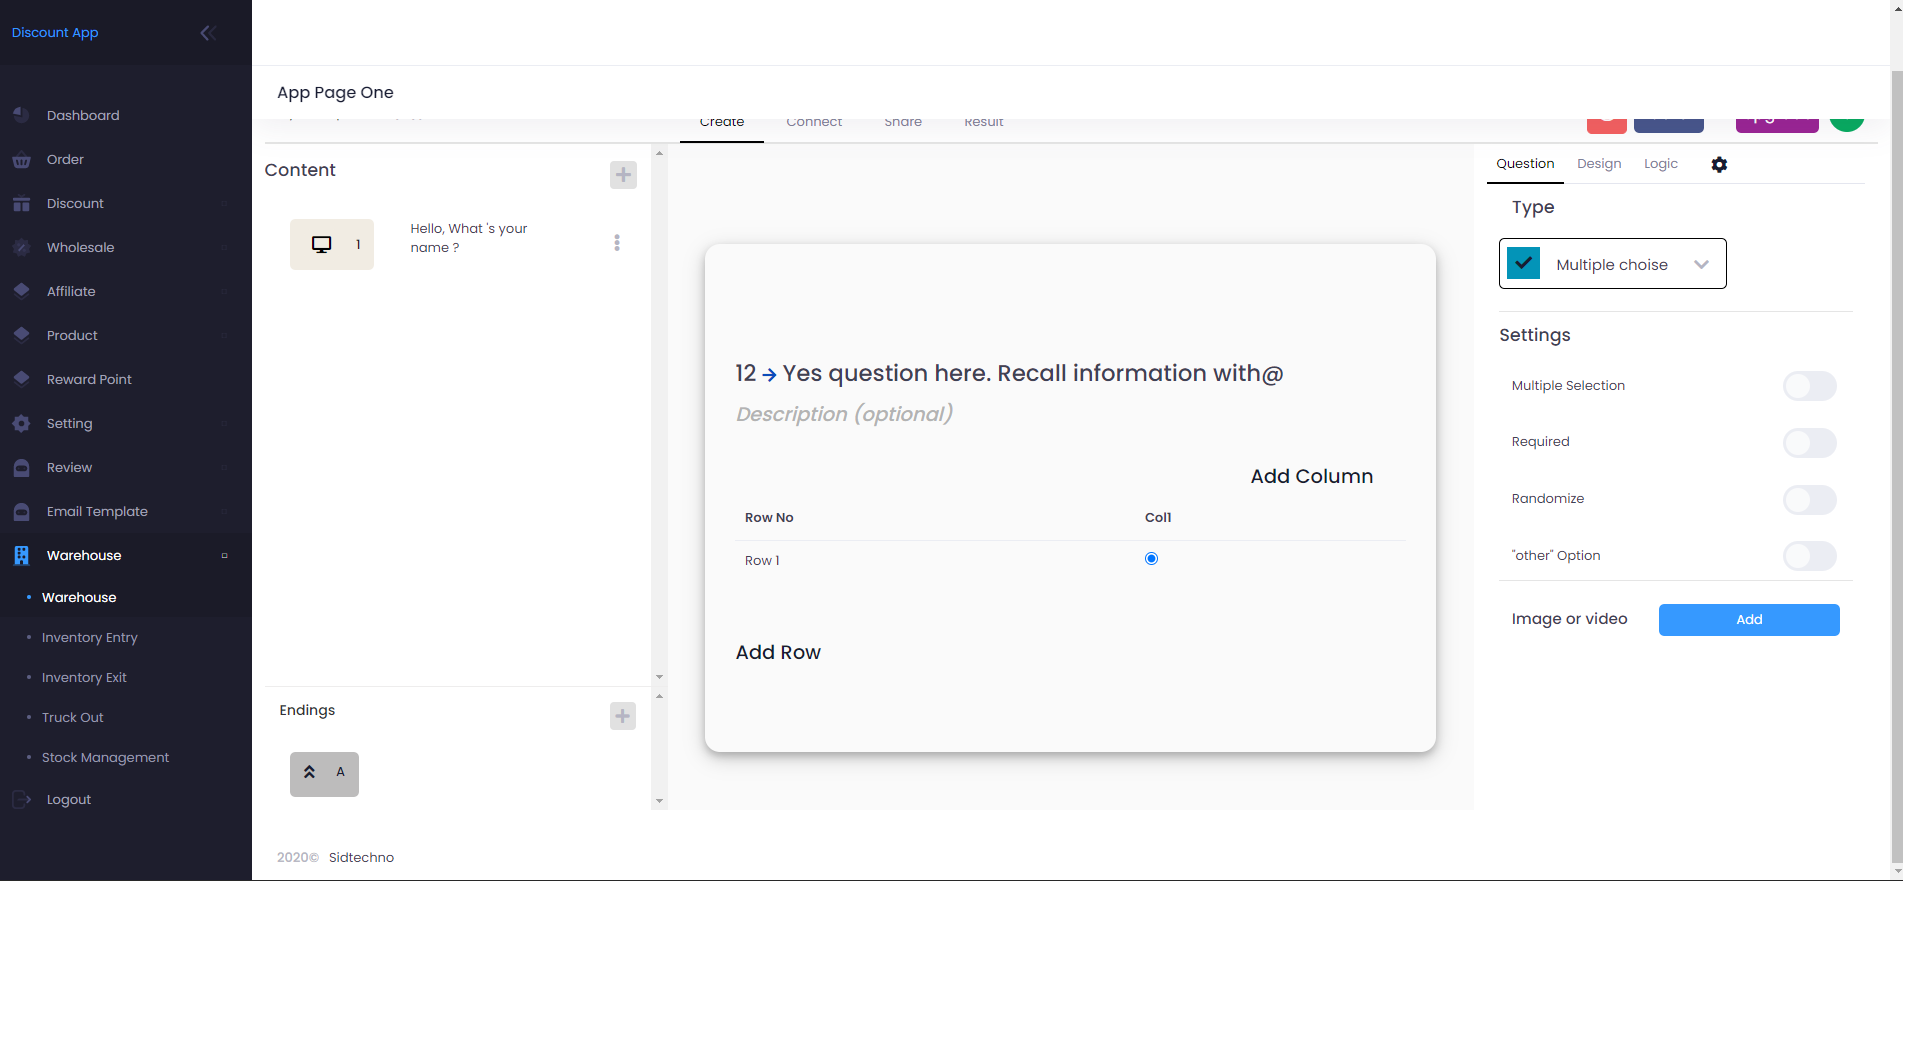 Discount App
Dashboard
Order
Discount
Wholesale
Affiliate
Product
Reward Point
Setting
Review
Email Template
Warehouse
Warehouse
Inventory Entry
Inventory Exit
Truck Out
Stock Management
Logout
App Page One
Create Connect Share Result
Content
1 Hello, What 's your
name ?
Endings
A
12 → Yes question here. Recall information with@
Description (optional)
Add Column
Row No Col1
Row 1
Add Row
Question Design Logic
Type
Multiple choise
Settings
Multiple Selection
Required
Randomize
"other" Option
Image or video Add
2020© Sidtechno